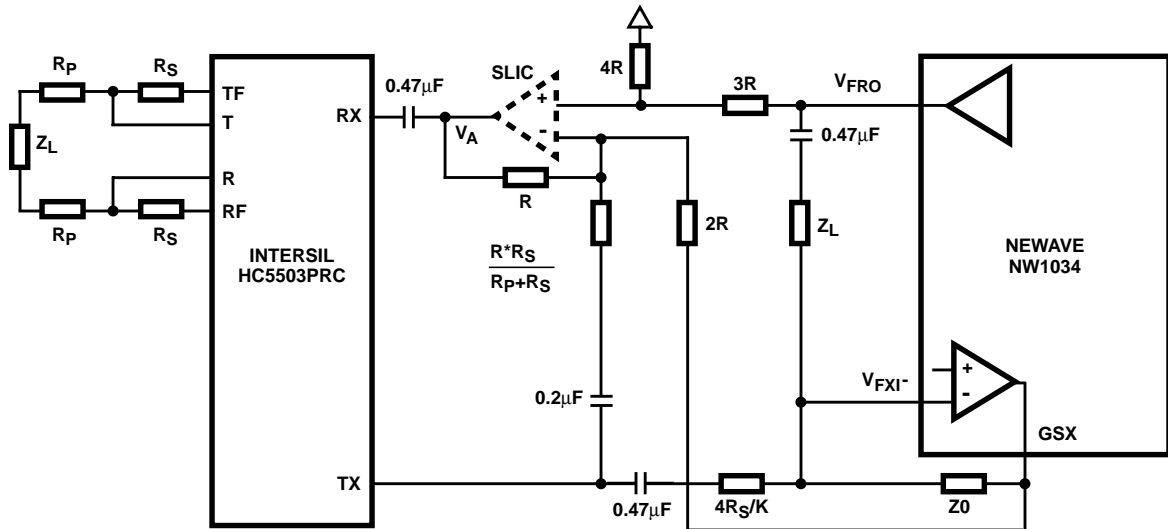 RP
RS
TF
T
ZL
R
RF
RP
RS
INTERSIL
HC5503PRC
RX
TX
0.47μF
VA
SLIC
+
-
R
R*RS
RP+RS
0.2μF
0.47μF
4R
3R
2R
VFRO
0.47μF
ZL
NEWAVE
NW1034
VFXI-
+
-
GSX
4RS/K
Z0